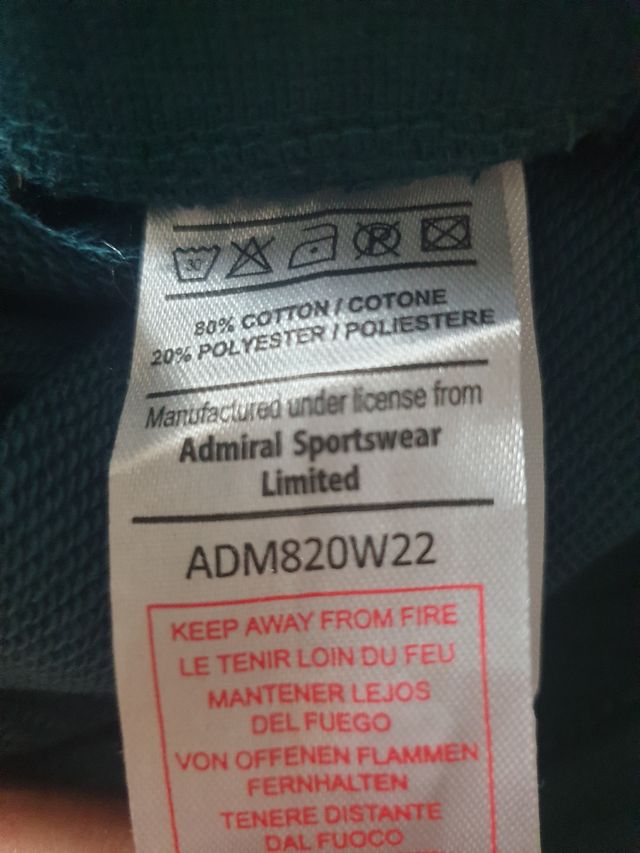 30°
P
80% COTTON / COTONE
20% POLYESTER / POLIESTERE
Manufactured under license from
Admiral Sportswear
Limited
ADM820W22
KEEP AWAY FROM FIRE
LE TENIR LOIN DU FEU
MANTENER LEJOS
DEL FUEGO
VON OFFENEN FLAMMEN
FERNHALTEN
TENERE DISTANTE
DAL FUOCO